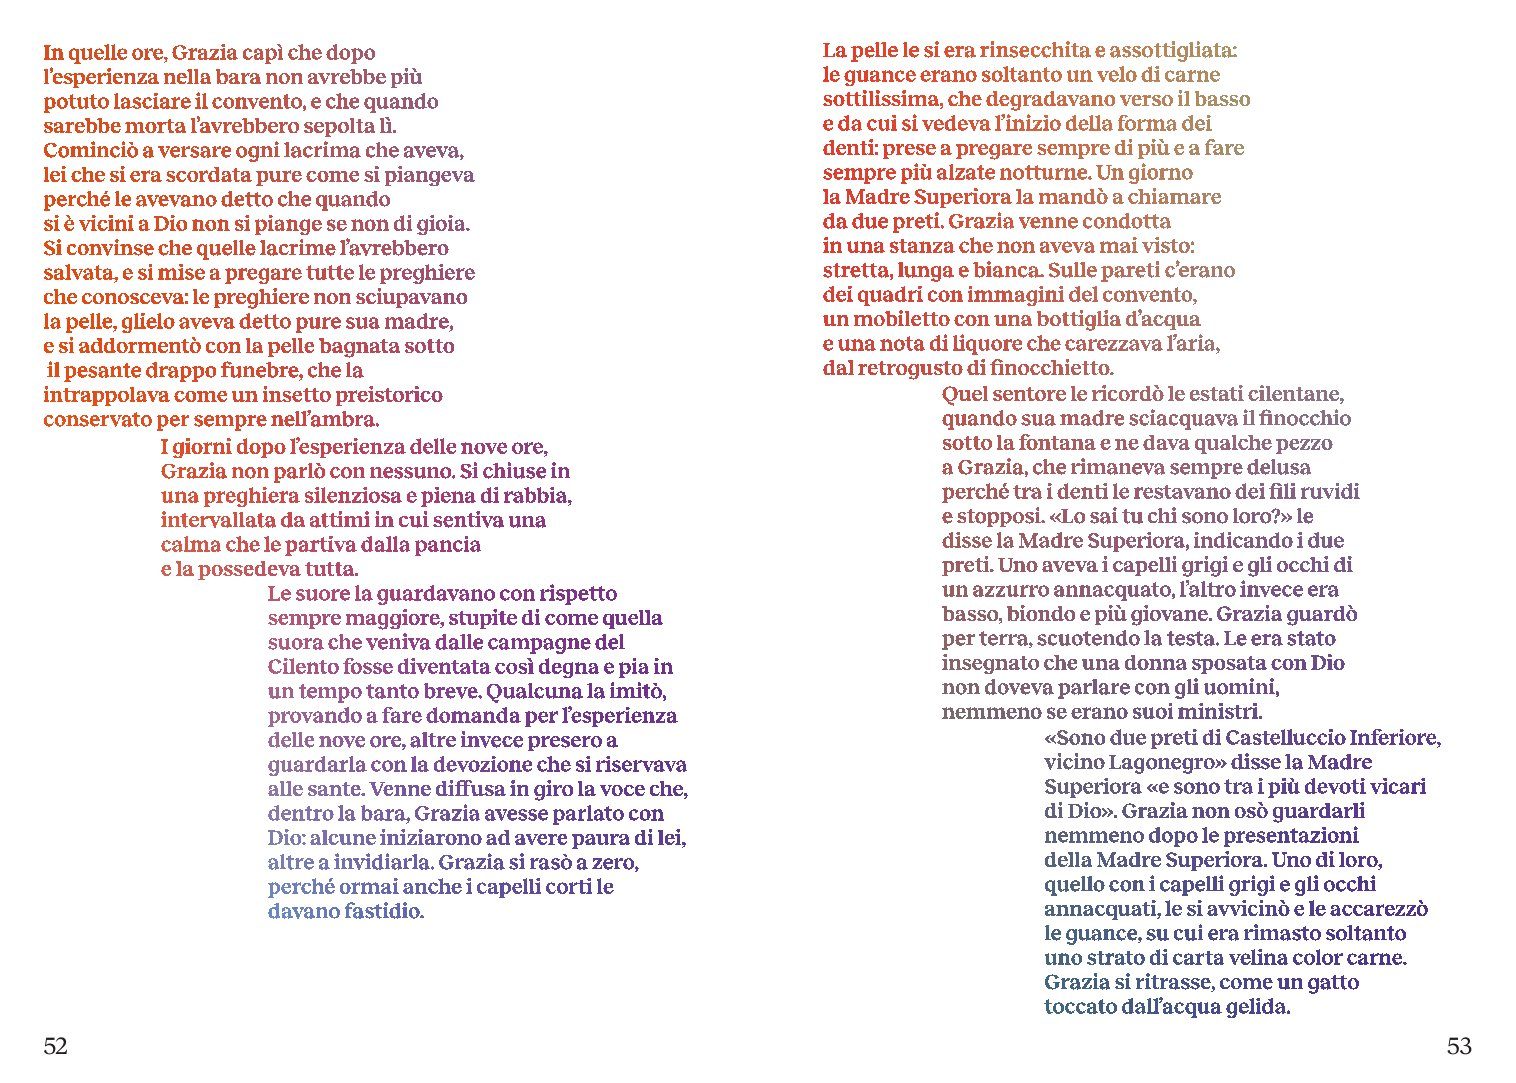 In quelle ore, Grazia capì che dopo
l'esperienza nella bara non avrebbe più
potuto lasciare il convento, e che quando
sarebbe morta l'avrebbero sepolta lì.
Cominciò a versare ogni lacrima che aveva,
lei che si era scordata pure come si piangeva
perché le avevano detto che quando
si è vicini a Dio non si piange se non di gioia.
Si convinse che quelle lacrime l'avrebbero
salvata, e si mise a pregare tutte le preghiere
che conosceva: le preghiere non sciupavano
la pelle, glielo aveva detto pure sua madre,
e si addormentò con la pelle bagnata sotto
il pesante drappo funebre, che la
intrappolava come un insetto preistorico
conservato per sempre nell'ambra.
I giorni dopo l'esperienza delle nove ore,
Grazia non parlò con nessuno. Si chiuse in
una preghiera silenziosa e piena di rabbia,
intervallata da attimi in cui sentiva una
calma che le partiva dalla pancia
e la possedeva tutta.
Le suore la guardavano con rispetto
sempre maggiore, stupite di come quella
suora che veniva dalle campagne del
Cilento fosse diventata così degna e pia in
un tempo tanto breve. Qualcuna la imitò,
provando a fare domanda per l'esperienza
delle nove ore, altre invece presero a
guardarla con la devozione che si riservava
alle sante. Venne diffusa in giro la voce che,
dentro la bara, Grazia avesse parlato con
Dio: alcune iniziarono ad avere paura di lei,
altre a invidiarla. Grazia si rasò a zero,
perché ormai anche i capelli corti le
davano fastidio.
52
La pelle le si era rinsecchita e assottigliata:
le guance erano soltanto un velo di carne
sottilissima, che degradavano verso il basso
e da cui si vedeva l'inizio della forma dei
denti: prese a pregare sempre di più e a fare
sempre più alzate notturne. Un giorno
la Madre Superiora la mandò a chiamare
da due preti. Grazia venne condotta
in una stanza che non aveva mai visto:
stretta, lunga e bianca. Sulle pareti c'erano
dei quadri con immagini del convento,
un mobiletto con una bottiglia d'acqua
e una nota di liquore che carezzava l'aria,
dal retrogusto di finocchietto.
Quel sentore le ricordò le estati cilentane,
quando sua madre sciacquava il finocchio
sotto la fontana e ne dava qualche pezzo
a Grazia, che rimaneva sempre delusa
perché tra i denti le restavano dei fili ruvidi
e stopposi. «Lo sai tu chi sono loro?» le
disse la Madre Superiora, indicando i due
preti. Uno aveva i capelli grigi e gli occhi di
un azzurro annacquato, l'altro invece era
basso, biondo e più giovane. Grazia guardò
per terra, scuotendo la testa. Le era stato
insegnato che una donna sposata con Dio
non doveva parlare con gli uomini,
nemmeno se erano suoi ministri.
«Sono due preti di Castelluccio Inferiore,
vicino Lagonegro» disse la Madre
Superiora «e sono tra i più devoti vicari
di Dio». Grazia non osò guardarli
nemmeno dopo le presentazioni
della Madre Superiora. Uno di loro,
quello con i capelli grigi e gli occhi
annacquati, le si avvicinò e le accarezzò
le guance, su cui era rimasto soltanto
uno strato di carta velina color carne.
Grazia si ritrasse, come un gatto
toccato dall'acqua gelida.
53